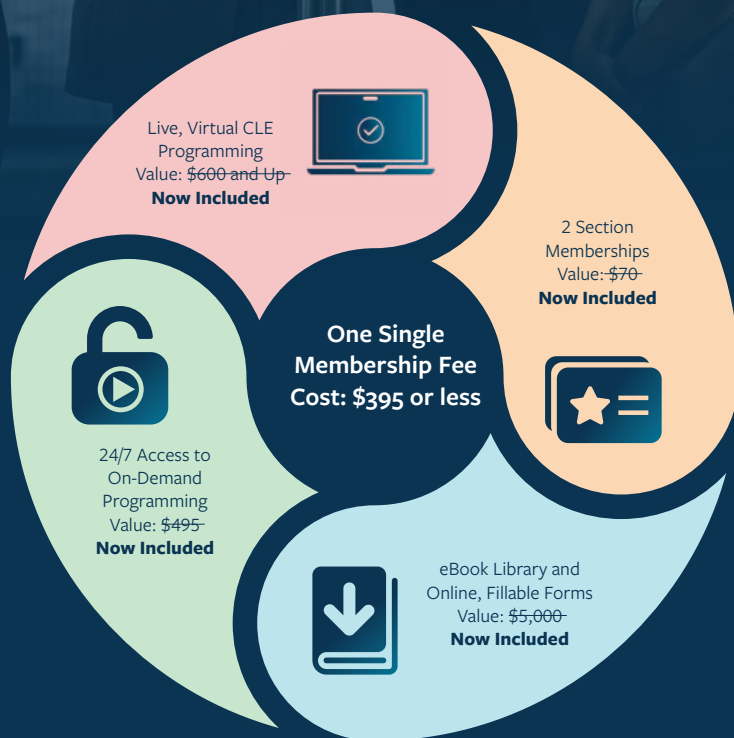 Live, Virtual CLE
Programming
Value: $600 and Up
Now Included
2 Section
Memberships
Value: $70
Now Included
One Single
Membership Fee
Cost: $395 or less
24/7 Access to
On-Demand
Programming
Value: $495
Now Included
eBook Library and
Online, Fillable Forms
Value: $5,000
Now Included